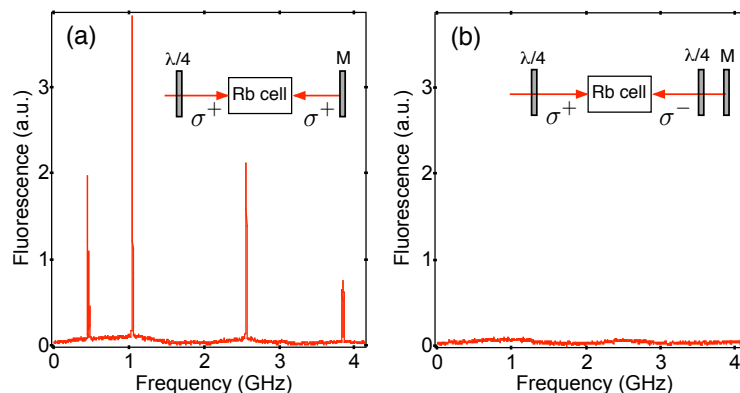 (a)
λ/4
M
Rb cell
σ+
σ+
Fluorescence (a.u.)
3
2
1
0
0
1
2
3
4
Frequency (GHz)
(b)
λ/4
λ/4
M
Rb cell
σ+
σ−
Fluorescence (a.u.)
3
2
1
0
0
1
2
3
4
Frequency (GHz)